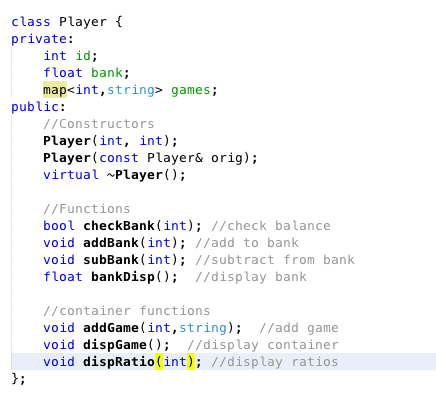 class Player {
private:
    int id;
    float bank;
    map<int,string> games;
public:
    //Constructors
    Player(int, int);
    Player(const Player& orig);
    virtual ~Player();
    //Functions
    bool checkBank(int); //check balance
    void addBank(int); //add to bank
    void subBank(int); //subtract from bank
    float bankDisp();  //display bank
    //container functions
    void addGame(int,string);  //add game
    void dispGame();  //display container
    void dispRatio(int); //display ratios
};